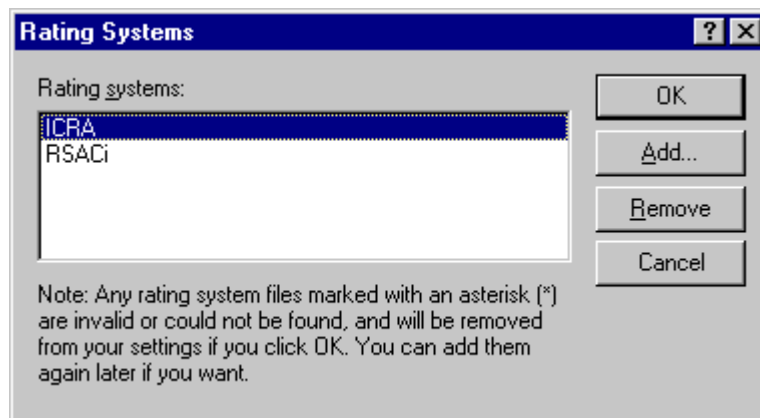 Rating Systems
Rating systems:
ICRA
RSACi
OK
Add...
Remove
Cancel
Note: Any rating system files marked with an asterisk (*)
are invalid or could not be found, and will be removed
from your settings if you click OK. You can add them
again later if you want.